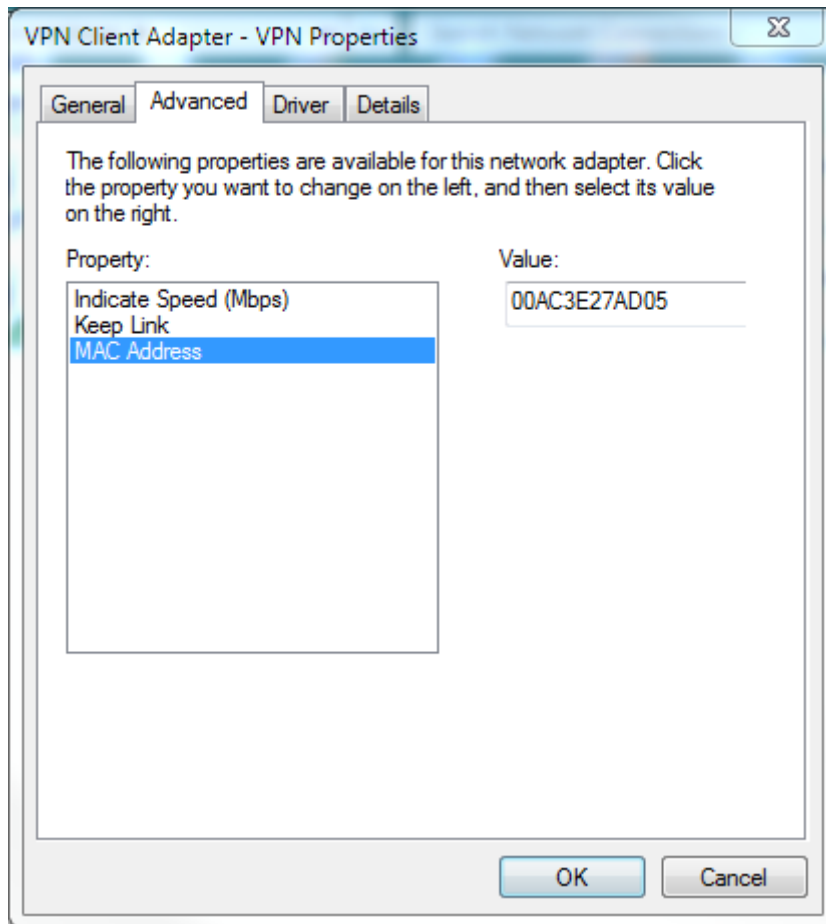 VPN Client Adapter - VPN Properties
General Advanced Driver Details
The following properties are available for this network adapter. Click
the property you want to change on the left, and then select its value
on the right.
Property:
Value:
Indicate Speed (Mbps)
Keep Link
MAC Address
00AC3E27AD05
OK Cancel